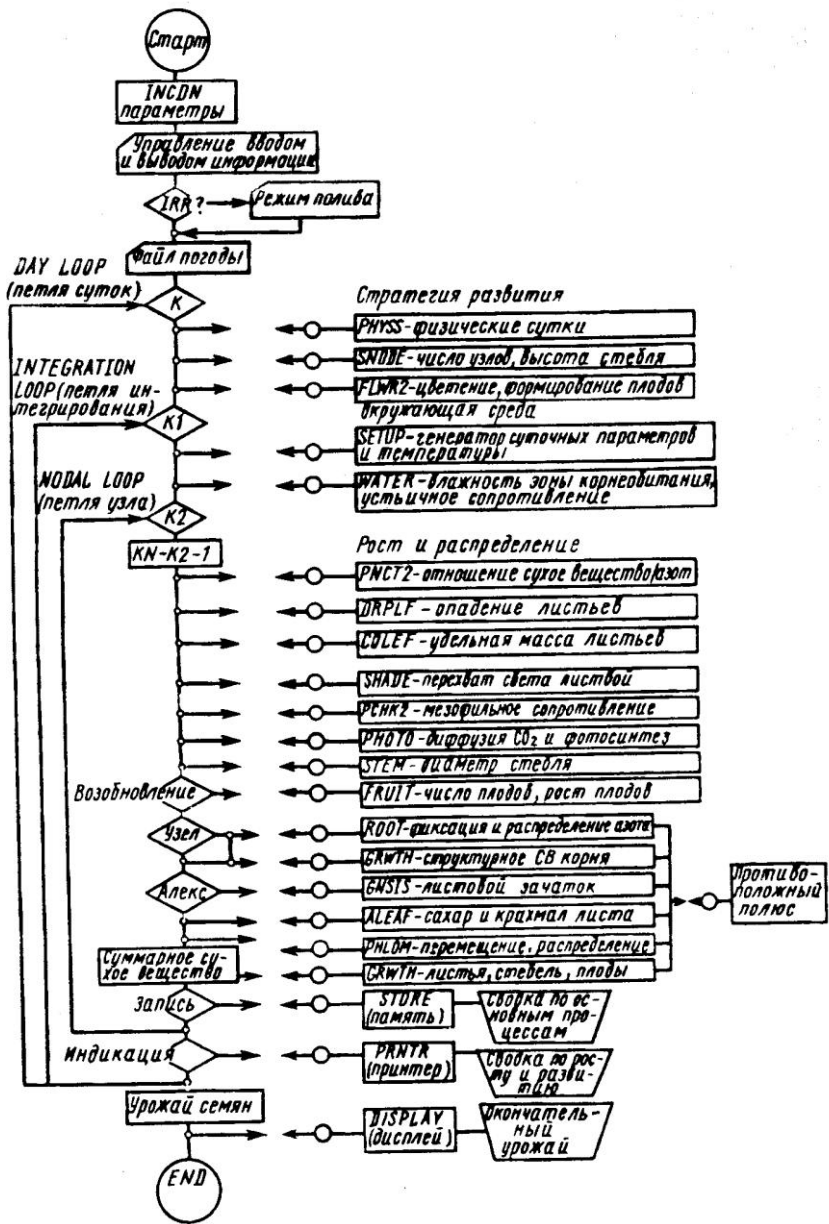 Старт
INCDN
параметры
Управление вводом
и выводом информации
IRR?
Режим полива
Файл погоды
DAY LOOP
(петля суток)
K
Стратегия развития
PHYSS-физические сутки
SNODE-число узлов, высота стебля
FLWR2-цветение, формирование плодов
INTEGRATION
LOOP (петля ин-
тегрирования)
K1
окружающая среда
SETUP-генератор суточных параметров
и температуры
WATER-влажность зоны корнеобитания,
устьичное сопротивление
NODAL LOOP
(петля узла)
K2
KN-K2-1
Рост и распределение
PNCT2-отношение сухое вещество/азот
DRPLF-опадение листьев
COLEF-удельная масса листьев
SHADE-перехват света листвой
PCHK2-мезофильное сопротивление
PHOTO-диффузия CO₂ и фотосинтез
STEM-диаметр стебля
Возобновление
FRUIT-число плодов, рост плодов
Узел
ROOT-фиксация и распределение азота
GRWTH-структурное СВ корня
Алекс
GNSIS-листовой зачаток
ALEAF-сахар и крахмал листа
PHLOM-перемещение, распределение
GRWTH-листья, стебель, плоды
Противо-
положный
полюс
Суммарное су-
хое вещество
Запись
STORE
(память)
Сводка по ос-
новным про-
цессам
Индикация
PRNTR
(принтер)
Сводка по рос-
ту и разви-
тию
Урожай семян
DISPLAY
(дисплей)
Окончатель-
ный
урожай
END